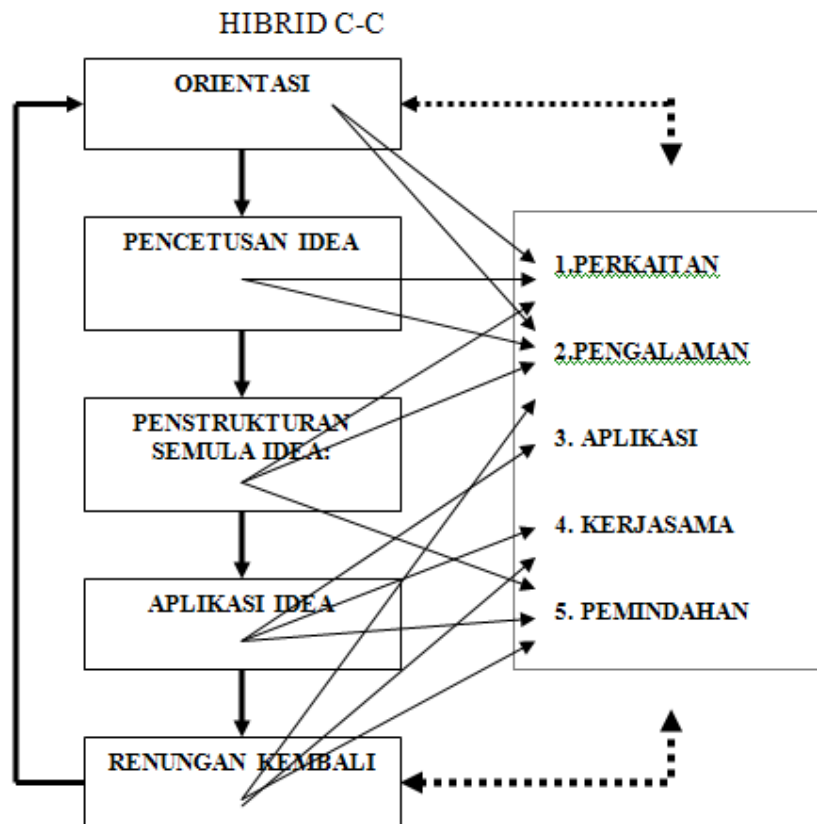 HIBRID C-C
ORIENTASI
PENCETUSAN IDEA
PENSTRUKTURAN
SEMULA IDEA:
APLIKASI IDEA
RENUNGAN KEMBALI
1.PERKAITAN
2.PENGALAMAN
3. APLIKASI
4. KERJASAMA
5. PEMINDAHAN